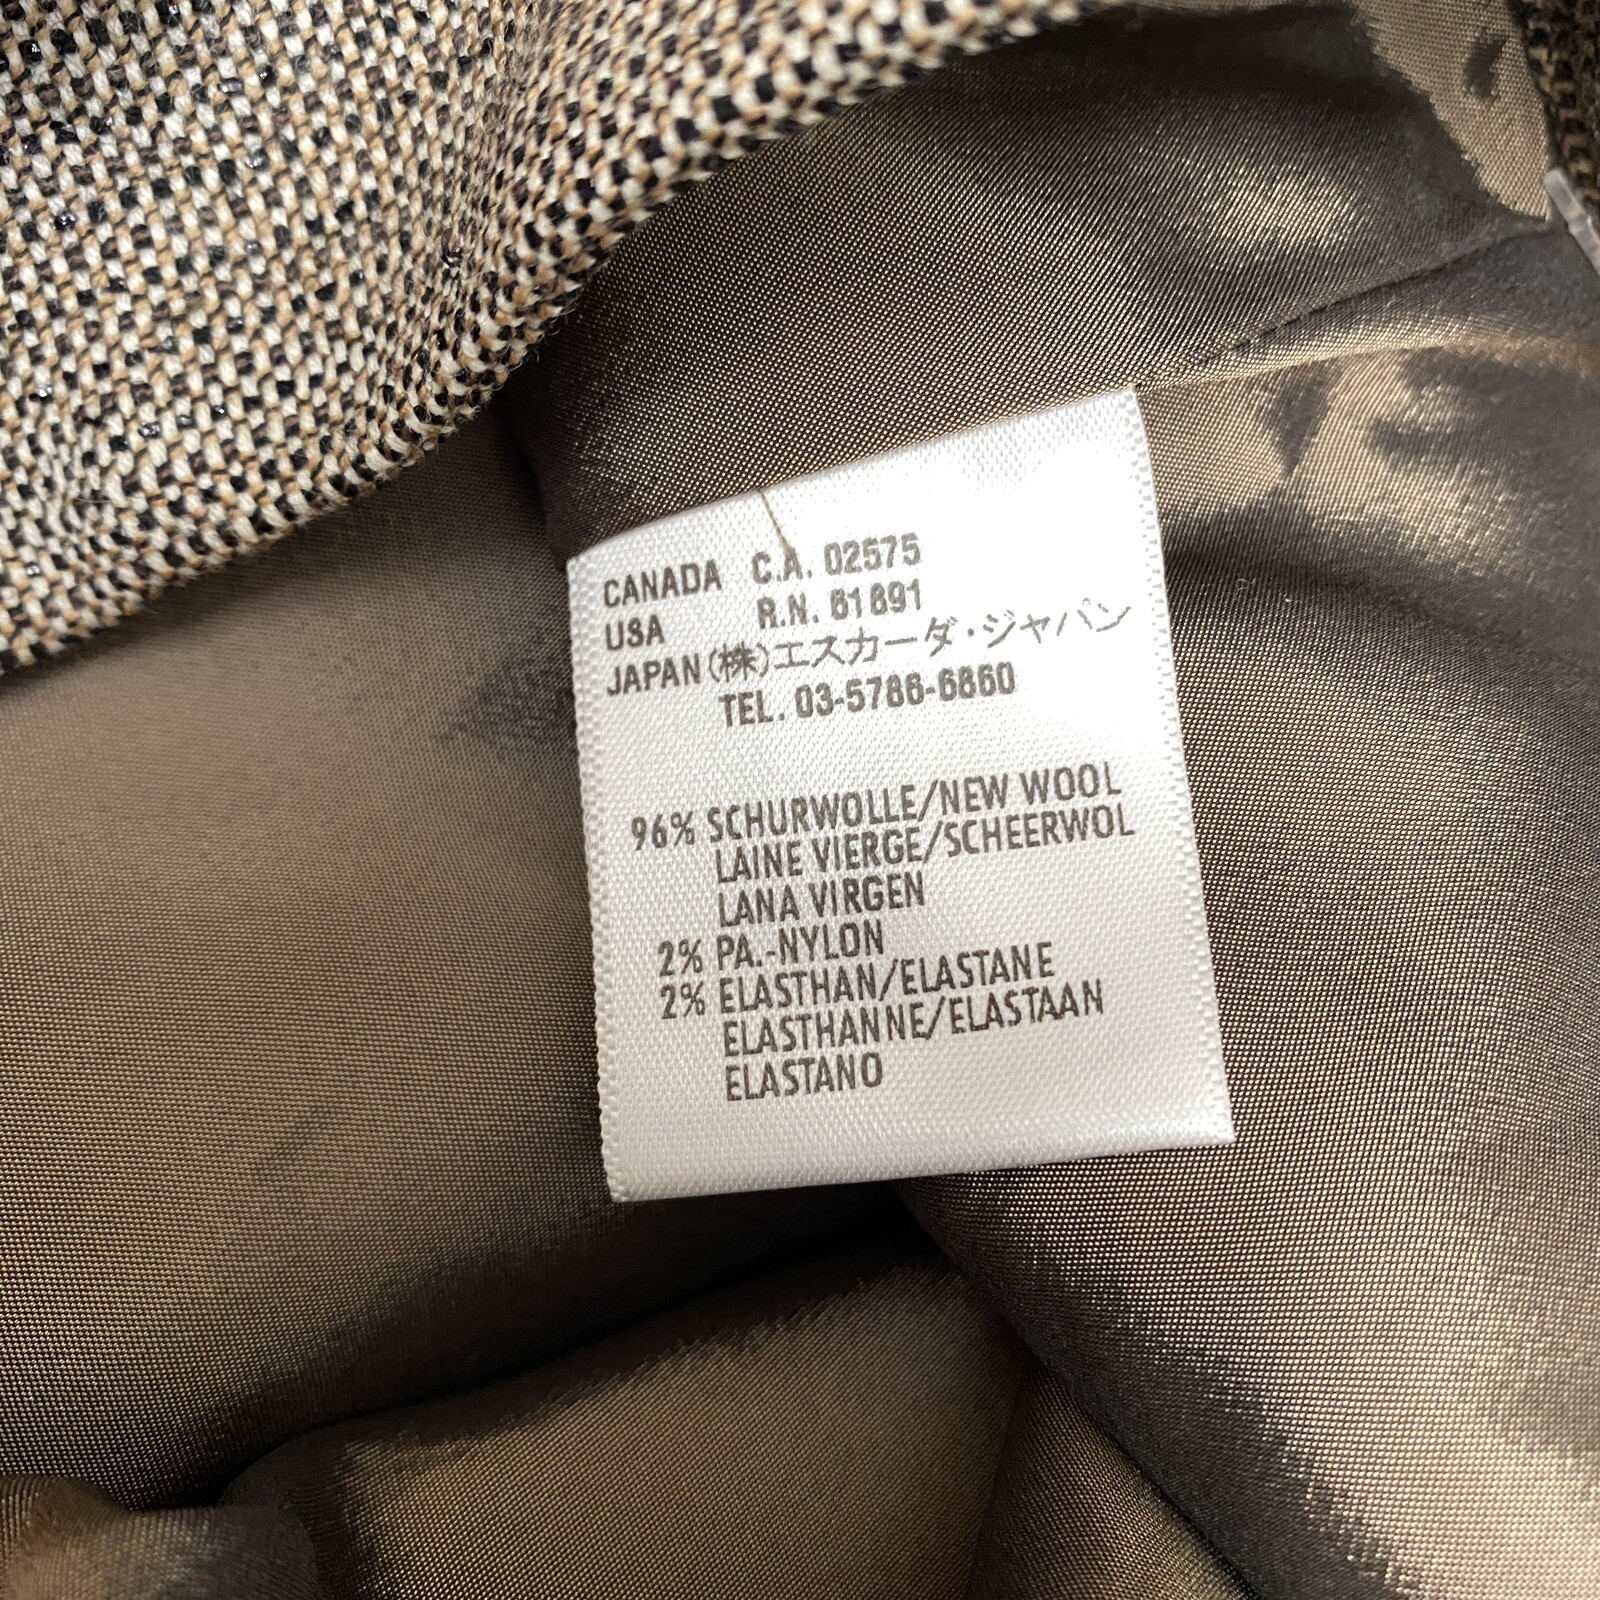 CANADA C.A. 02575
USA R.N. 61891
JAPAN (株)エスカーダ・ジャパン
TEL. 03-5786-6860
96% SCHURWOLLE/NEW WOOL
LAINE VIERGE/SCHEERWOL
LANA VIRGEN
2% PA.-NYLON
2% ELASTHAN/ELASTANE
ELASTHANNE/ELASTAAN
ELASTANO